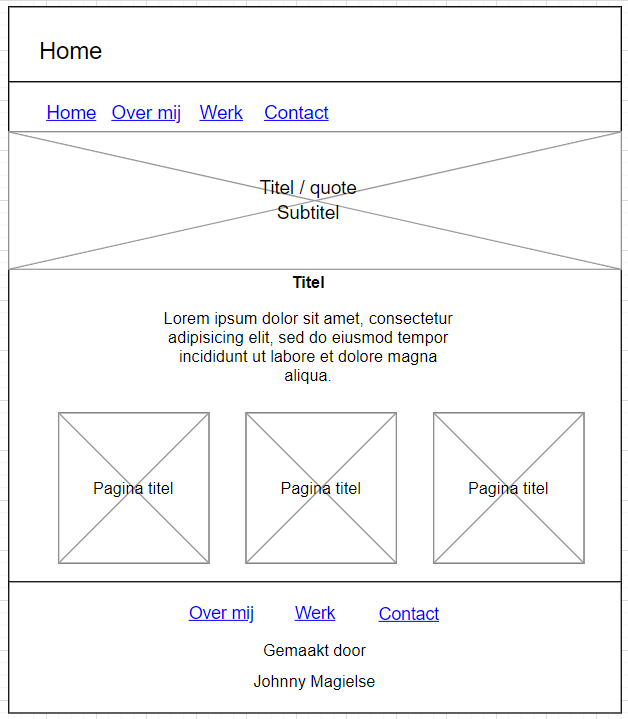 Home
Home Over mij Werk Contact
Titel / quote
Subtitel
Titel
Lorem ipsum dolor sit amet, consectetur
adipisicing elit, sed do eiusmod tempor
incididunt ut labore et dolore magna
aliqua.
Pagina titel Pagina titel Pagina titel
Over mij Werk Contact
Gemaakt door
Johnny Magielse